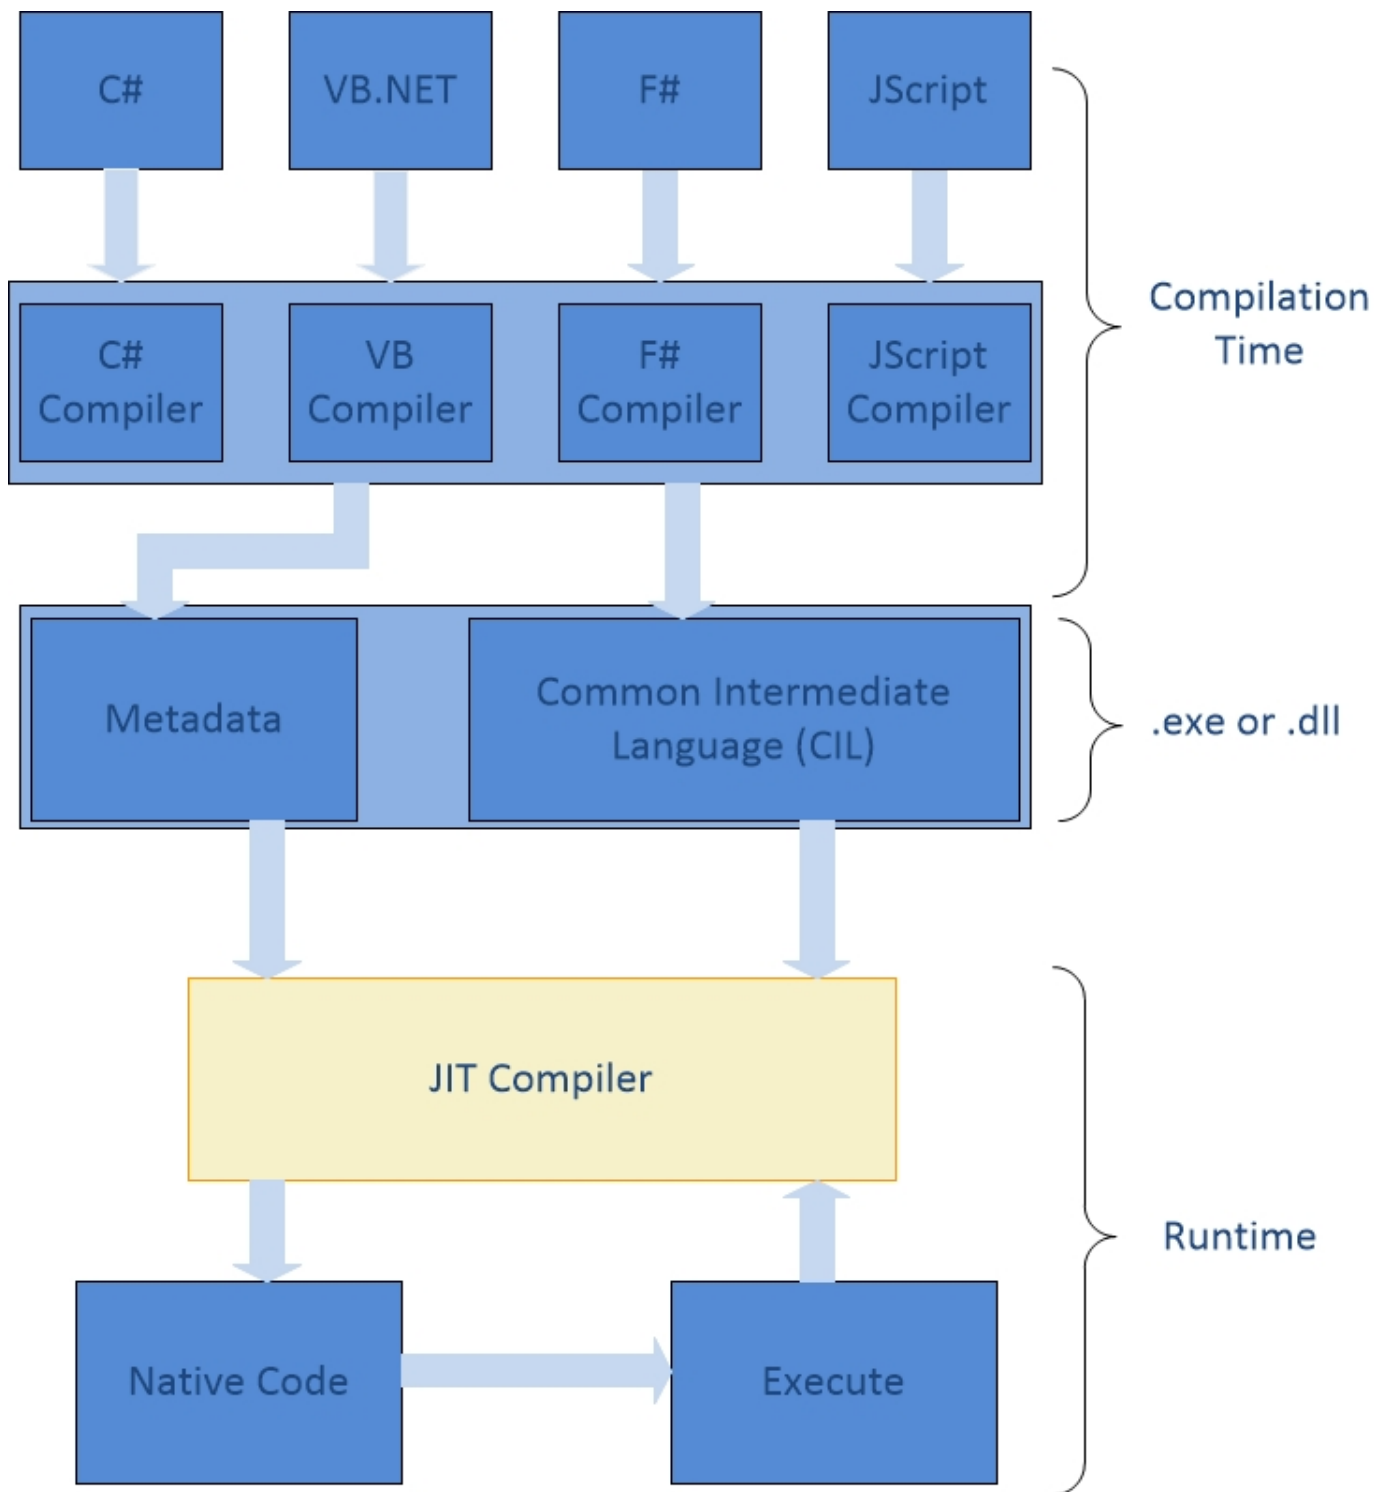 C#
VB.NET
F#
JScript
C#
Compiler
VB
Compiler
F#
Compiler
JScript
Compiler
Compilation
Time
Metadata
Common Intermediate
Language (CIL)
.exe or .dll
JIT Compiler
Runtime
Native Code
Execute